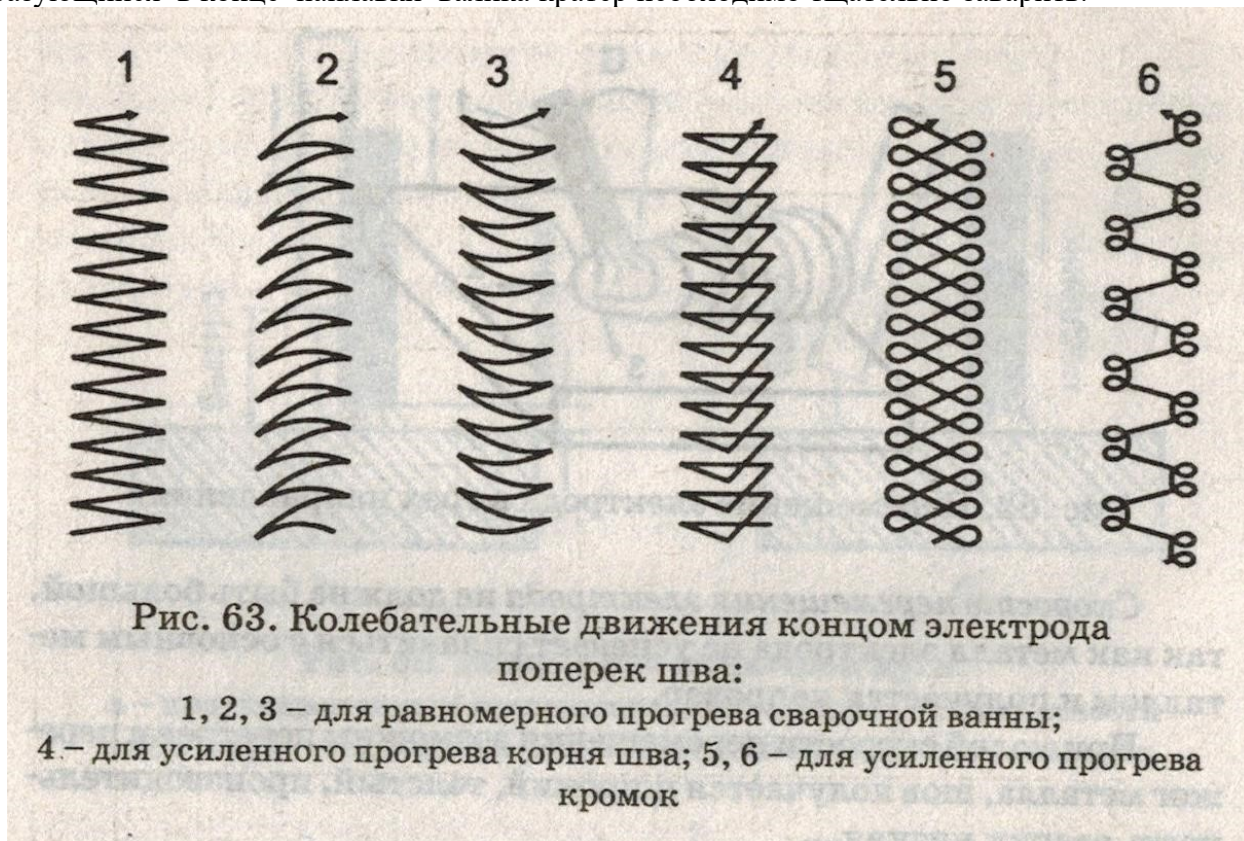 1 2 3 4 5 6
Рис. 63. Колебательные движения концом электрода
поперек шва:
1, 2, 3 – для равномерного прогрева сварочной ванны;
4 – для усиленного прогрева корня шва; 5, 6 – для усиленного прогрева
кромок